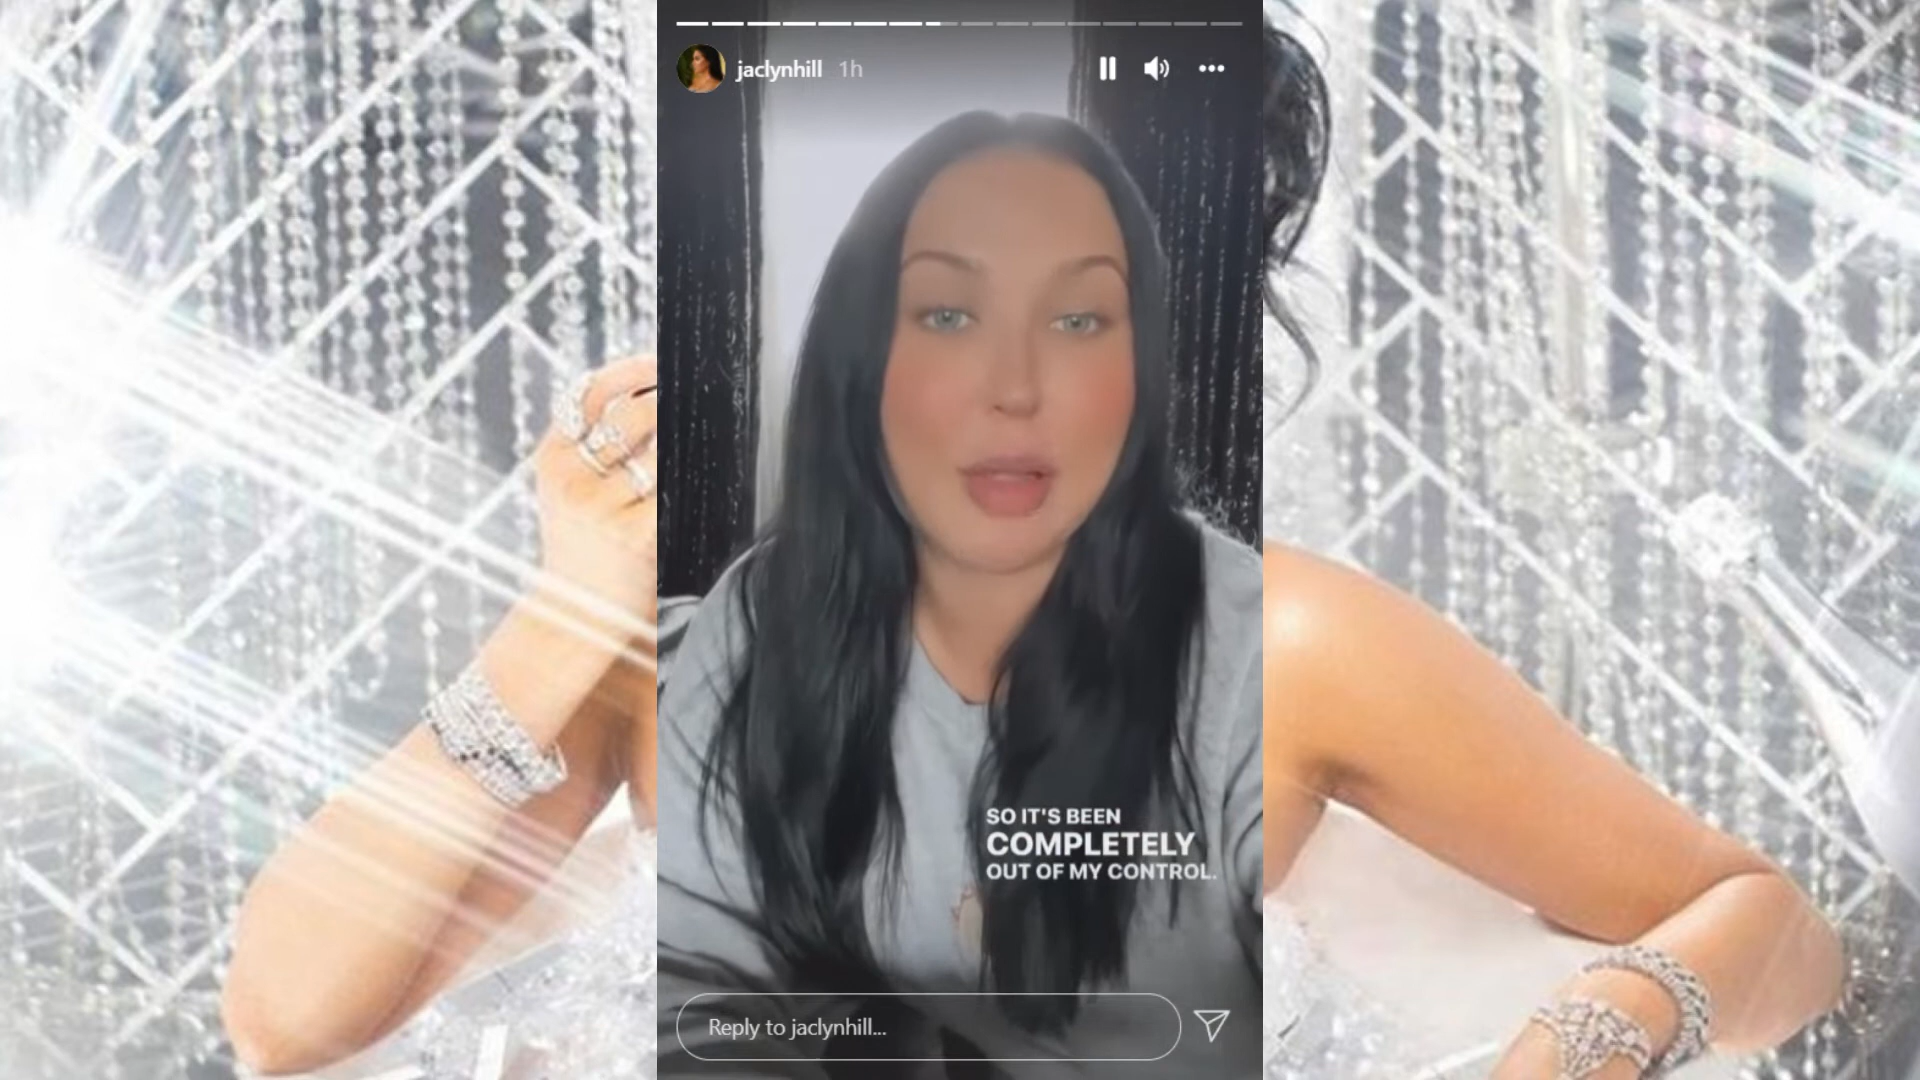 jaclynhill 1h
SO IT'S BEEN
COMPLETELY
OUT OF MY CONTROL.
Reply to jaclynhill...